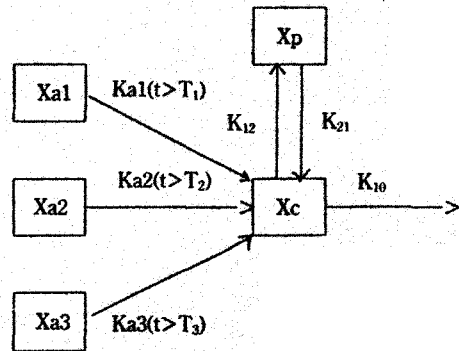 Xp
Xa1
Ka1(t>T₁)
K₁₂
K₂₁
Xa2
Ka2(t>T₂)
Xc
K₁₀
Xa3
Ka3(t>T₃)